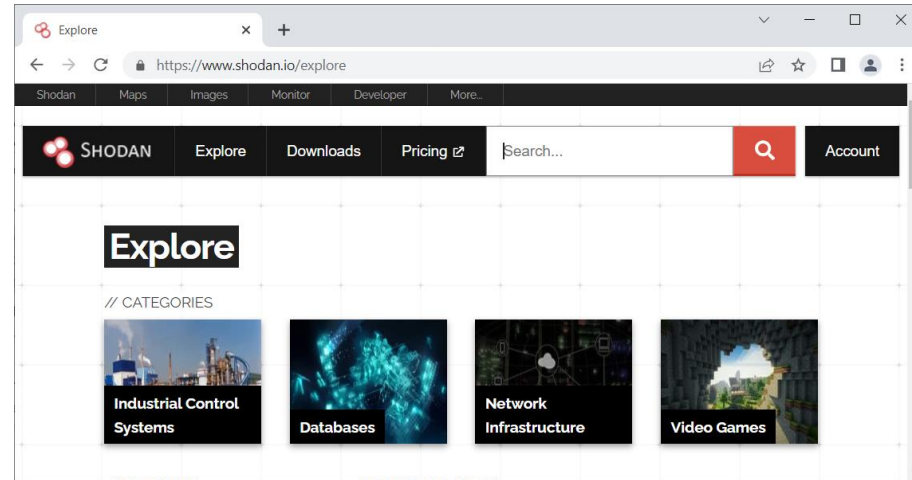 Explore
https://www.shodan.io/explore
Shodan Maps Images Monitor Developer More...
SHODAN Explore Downloads Pricing Search... Account
Explore
// CATEGORIES
Industrial Control
Systems
Databases
Network
Infrastructure
Video Games